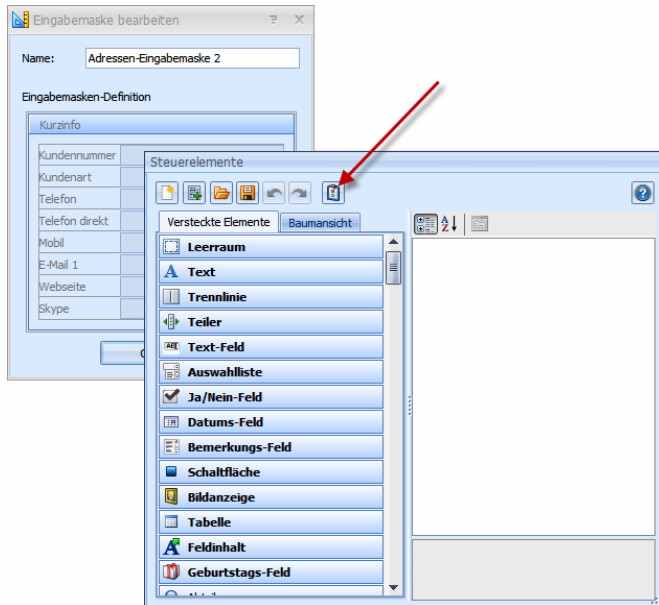 Eingabemaske bearbeiten
Name:
Adressen-Eingabemaske 2
Eingabemasken-Definition
Kurzinfo
Kundennummer
Kundenart
Telefon
Telefon direkt
Mobil
E-Mail 1
Webseite
Skype
Steuerelemente
Versteckte Elemente
Baumansicht
Leerraum
A Text
Trennlinie
Teiler
ABI Text-Feld
Auswahlliste
Ja/Nein-Feld
Datums-Feld
Bemerkungs-Feld
Schaltfläche
Bildanzeige
Tabelle
Feldinhalt
Geburtstags-Feld